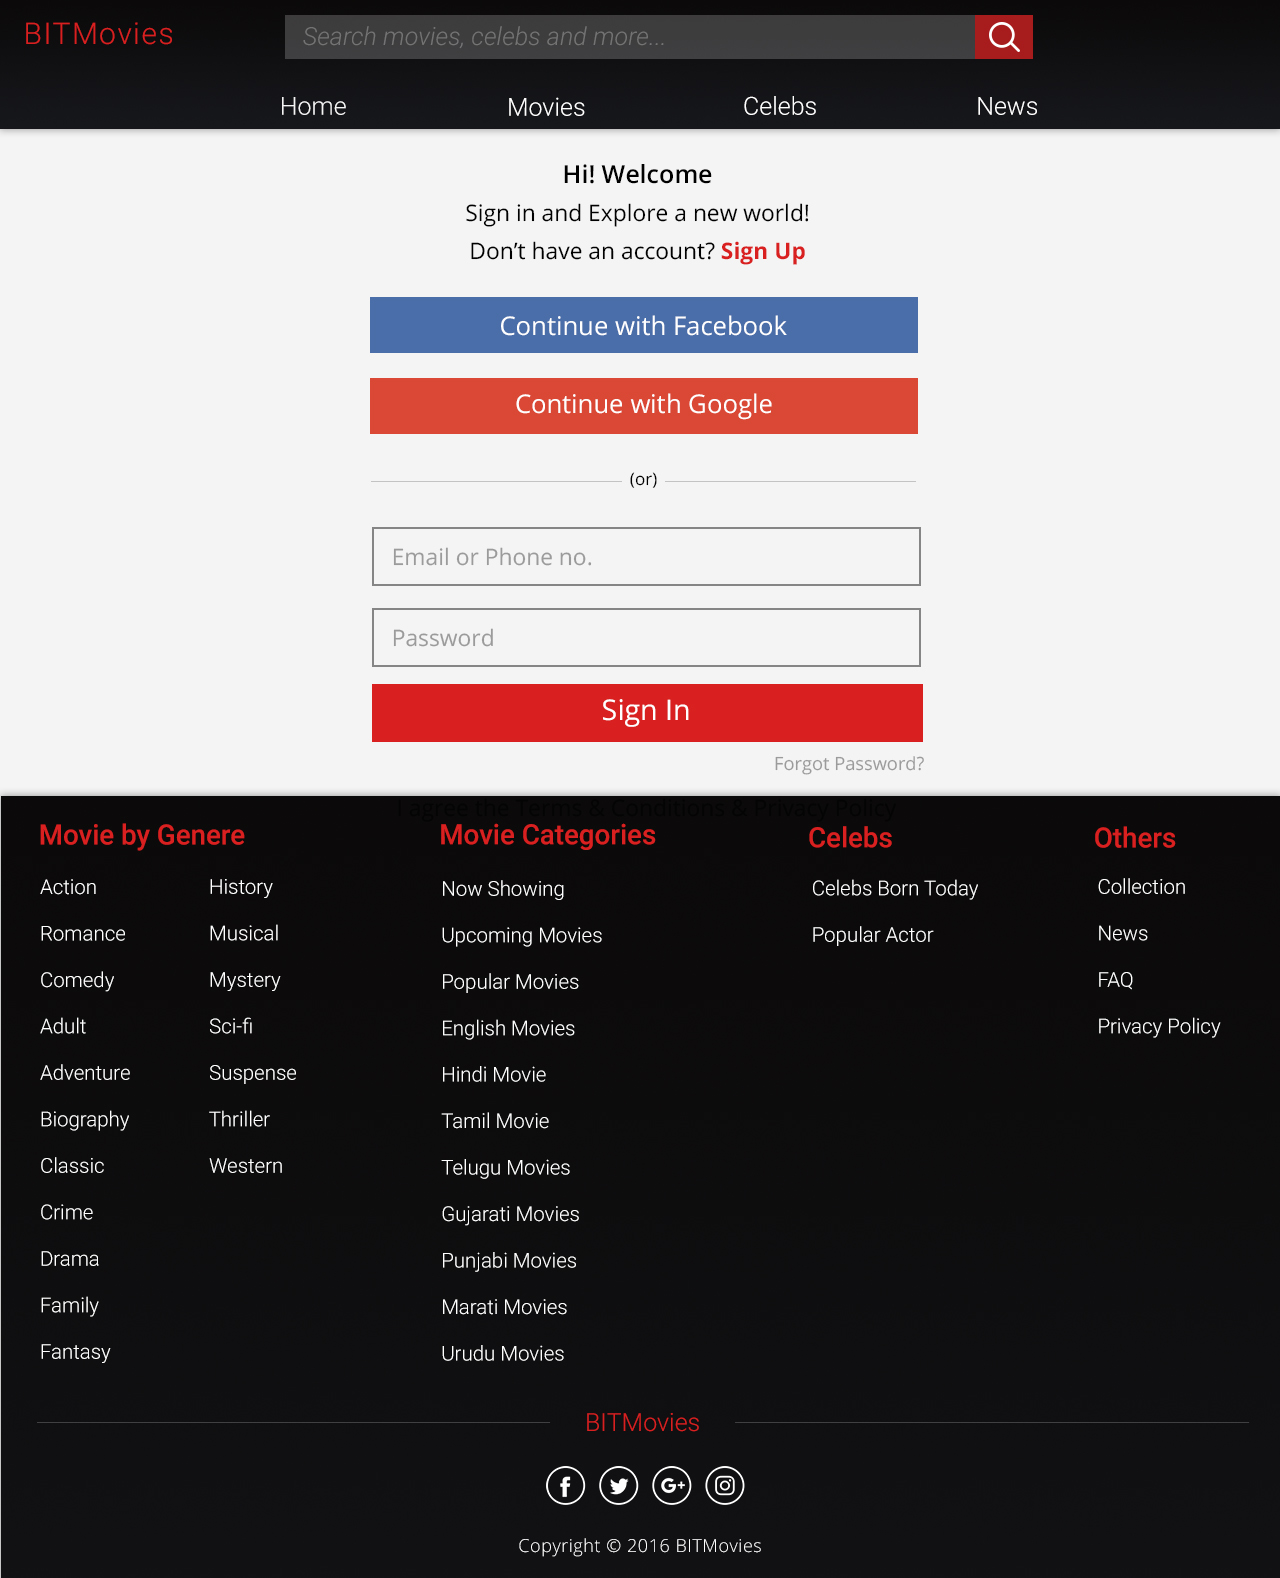 BITMovies
Search movies, celebs and more...
Home Movies Celebs News
Hi! Welcome
Sign in and Explore a new world!
Don’t have an account? Sign Up
Continue with Facebook
Continue with Google
(or)
Email or Phone no.
Password
Sign In
Forgot Password?
I agree the Terms & Conditions & Privacy Policy
Movie by Genere
Action
Romance
Comedy
Adult
Adventure
Biography
Classic
Crime
Drama
Family
Fantasy
History
Musical
Mystery
Sci-fi
Suspense
Thriller
Western
Movie Categories
Now Showing
Upcoming Movies
Popular Movies
English Movies
Hindi Movie
Tamil Movie
Telugu Movies
Gujarati Movies
Punjabi Movies
Marati Movies
Urudu Movies
Celebs
Celebs Born Today
Popular Actor
Others
Collection
News
FAQ
Privacy Policy
BITMovies
Copyright © 2016 BITMovies